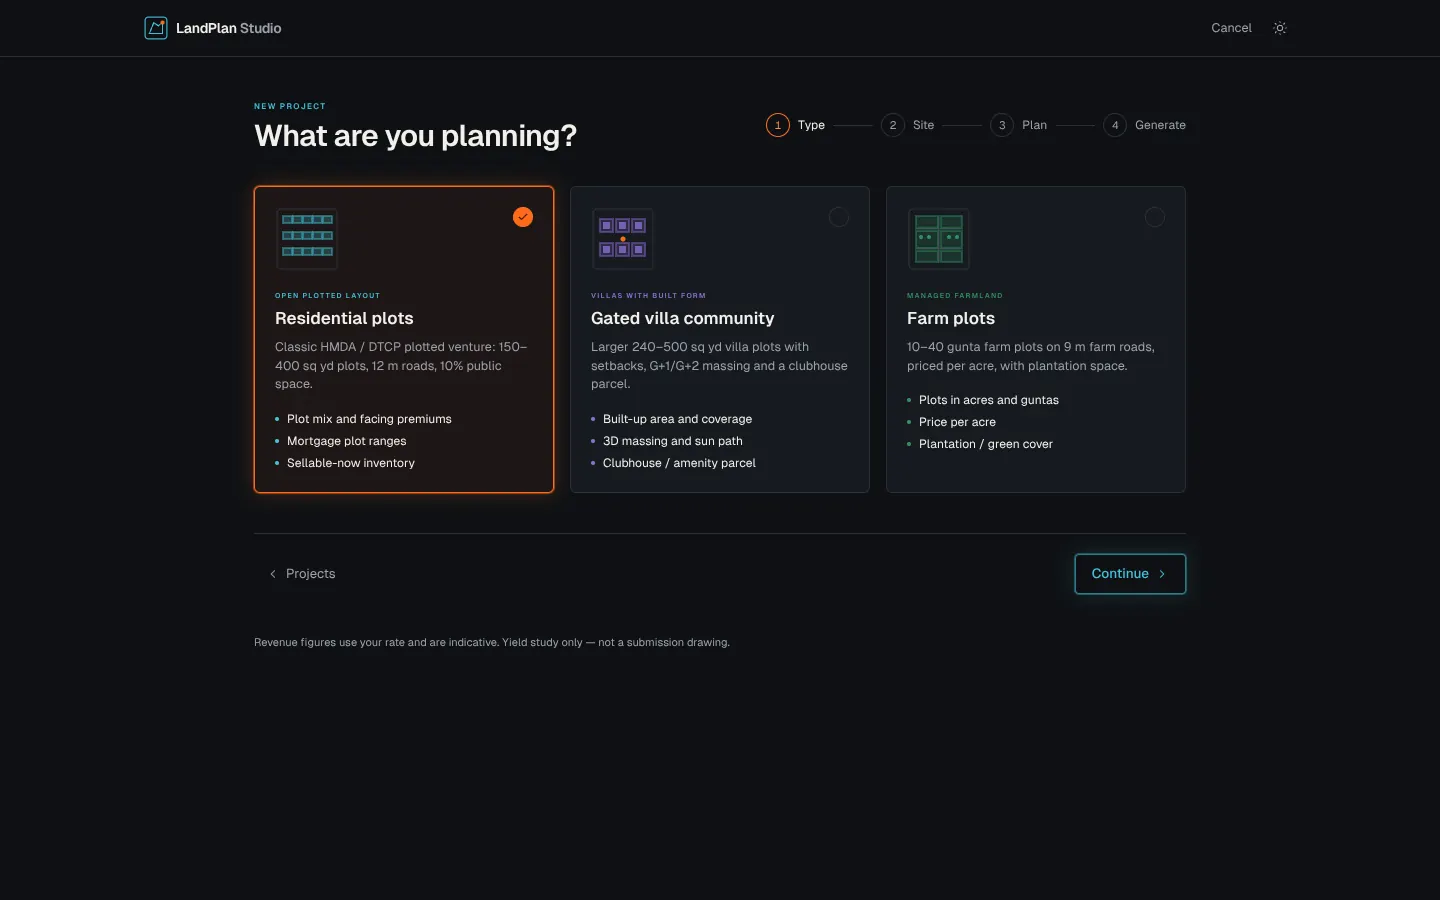 LandPlan Studio
Cancel
NEW PROJECT
What are you planning?
1 Type
2 Site
3 Plan
4 Generate
OPEN PLOTTED LAYOUT
Residential plots
Classic HMDA / DTCP plotted venture: 150–
400 sq yd plots, 12 m roads, 10% public
space.
Plot mix and facing premiums
Mortgage plot ranges
Sellable-now inventory
VILLAS WITH BUILT FORM
Gated villa community
Larger 240–500 sq yd villa plots with
setbacks, G+1/G+2 massing and a clubhouse
parcel.
Built-up area and coverage
3D massing and sun path
Clubhouse / amenity parcel
MANAGED FARMLAND
Farm plots
10–40 gunta farm plots on 9 m farm roads,
priced per acre, with plantation space.
Plots in acres and guntas
Price per acre
Plantation / green cover
Projects
Continue
Revenue figures use your rate and are indicative. Yield study only — not a submission drawing.